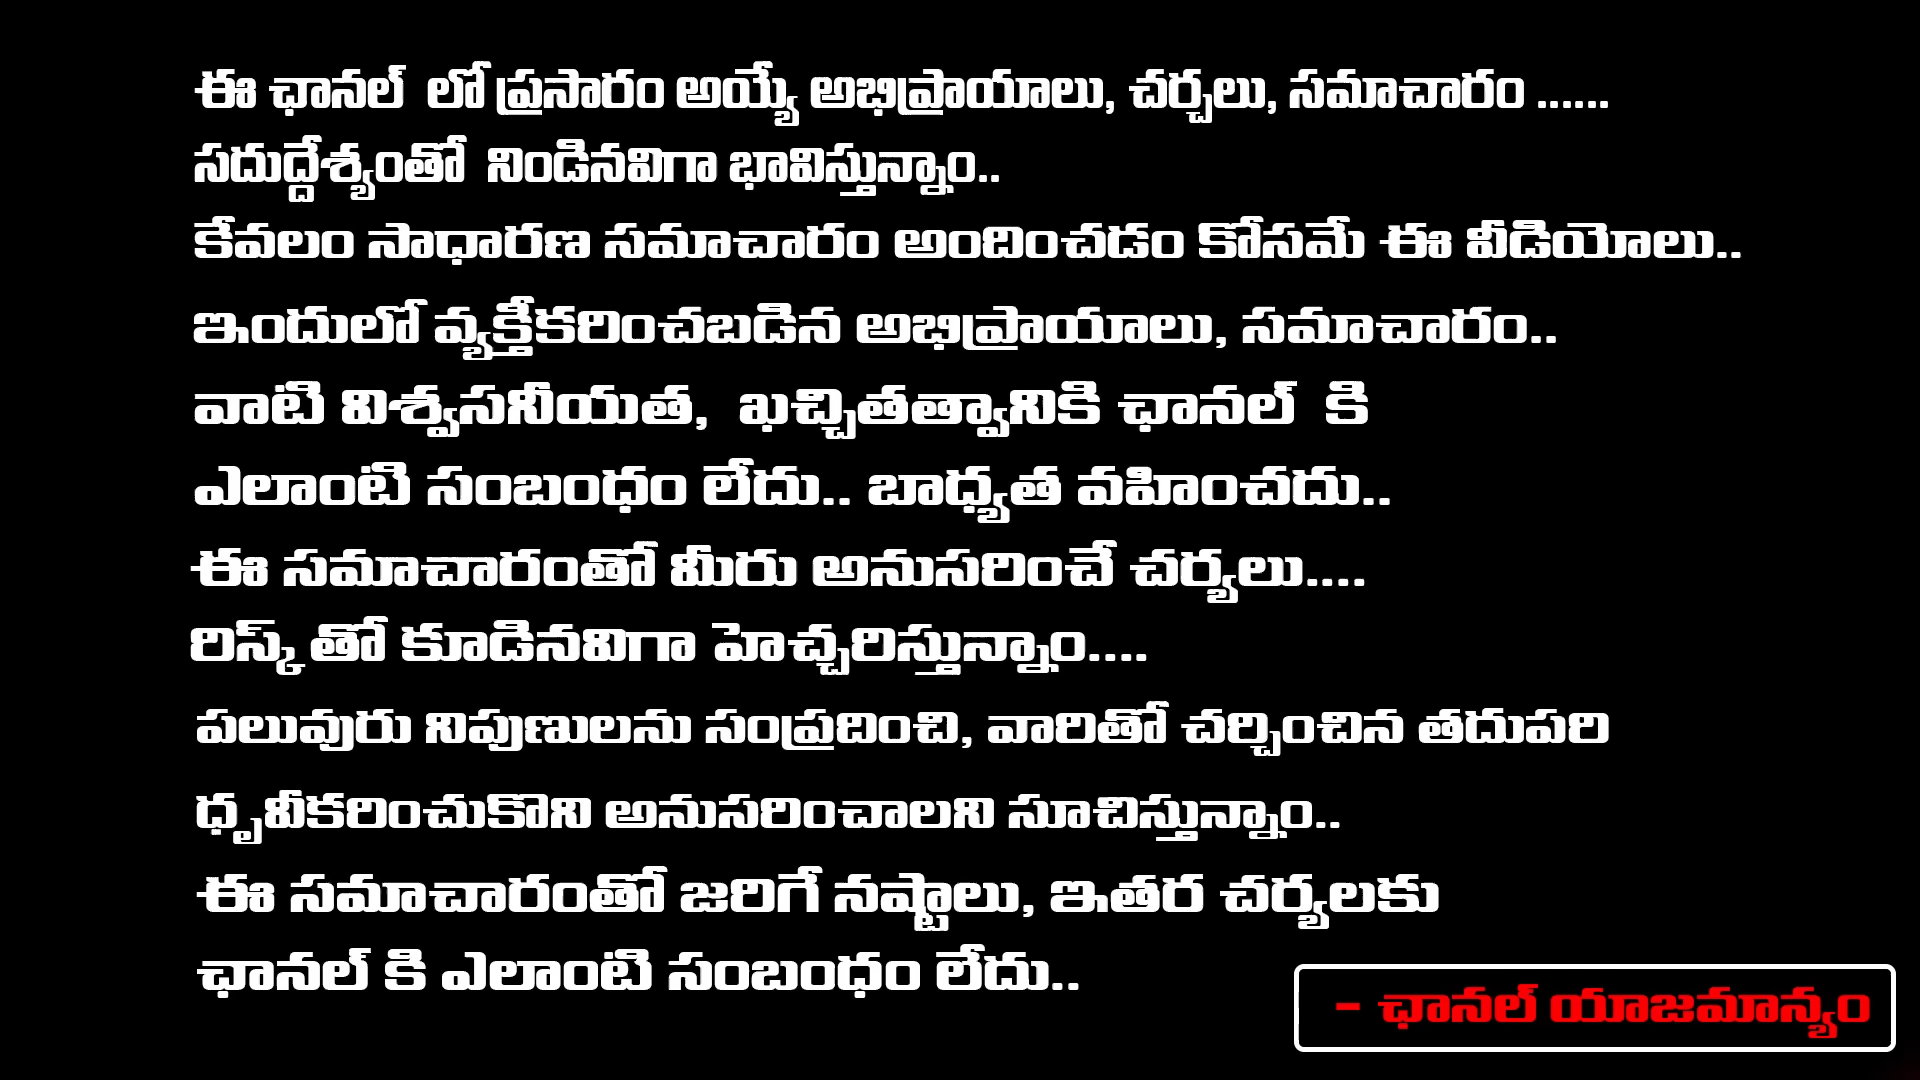 ఈ ఛానల్ లో ప్రసారం అయ్యే అభిప్రాయాలు, చర్చలు, సమాచారం ......
సదుద్దేశ్యంతో నిండినవిగా భావిస్తున్నాం..
కేవలం సాధారణ సమాచారం అందించడం కోసమే ఈ వీడియోలు..
ఇందులో వ్యక్తీకరించబడిన అభిప్రాయాలు, సమాచారం..
వాటి విశ్వసనీయత, ఖచ్చితత్వానికి ఛానల్ కి
ఎలాంటి సంబంధం లేదు.. బాధ్యత వహించదు..
ఈ సమాచారంతో మీరు అనుసరించే చర్యలు....
రిస్క్ తో కూడినవిగా హెచ్చరిస్తున్నాం....
పలువురు నిపుణులను సంప్రదించి, వారితో చర్చించిన తదుపరి
ధృవీకరించుకొని అనుసరించాలని సూచిస్తున్నాం..
ఈ సమాచారంతో జరిగే నష్టాలు, ఇతర చర్యలకు
ఛానల్ కి ఎలాంటి సంబంధం లేదు..
- ఛానల్ యాజమాన్యం